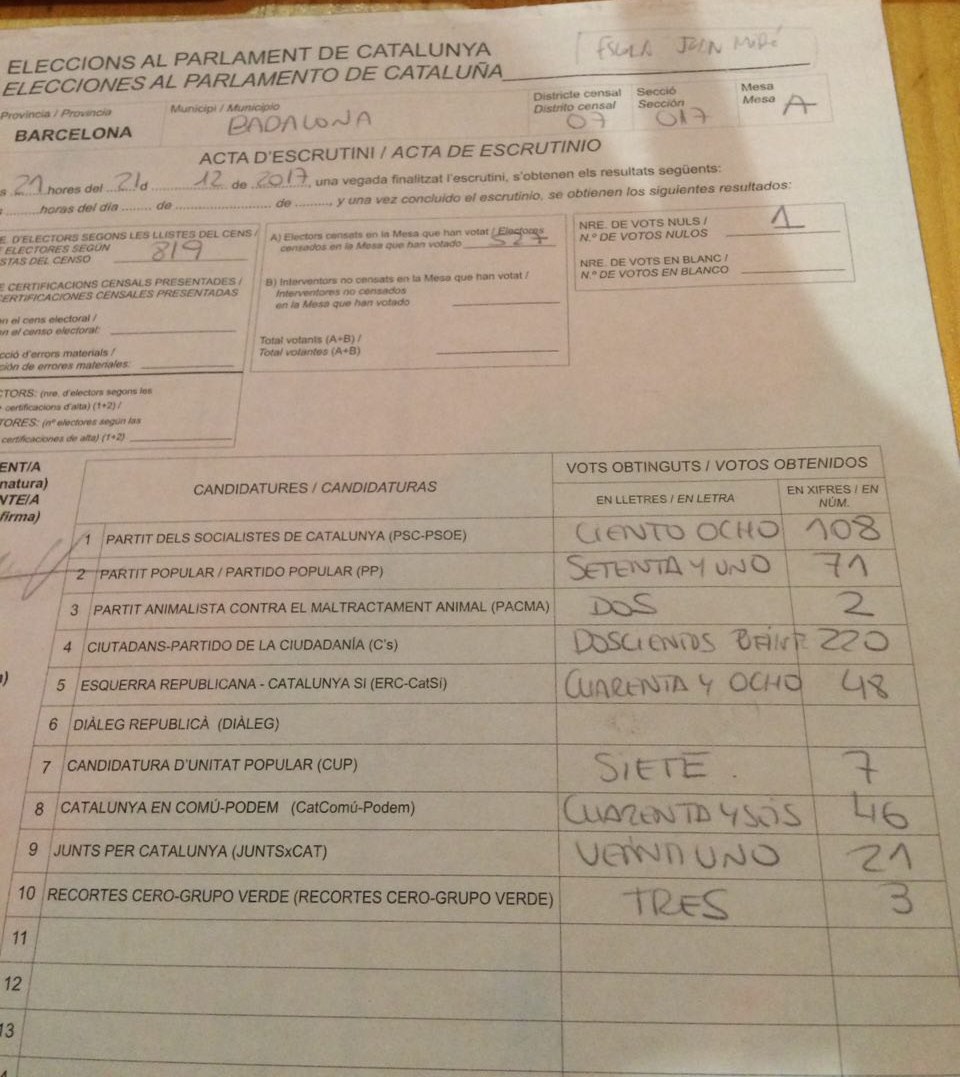 ELECCIONS AL PARLAMENT DE CATALUNYA
ELECCIONES AL PARLAMENTO DE CATALUÑA
Provincia / Provincia
BARCELONA
Municipi / Municipio
BADALONA
Districte censal
Distrito censal
07
Secció
Sección
017
Mesa
Mesa A
ACTA D'ESCRUTINI / ACTA DE ESCRUTINIO
s 21 hores del 21 d 12 de 2017, una vegada finalitzat l'escrutini, s'obtenen els resultats següents:
horas del día ........ de ........................ de ........, y una vez concluido el escrutinio, se obtienen los siguientes resultados:
E. D'ELECTORS SEGONS LES LLISTES DEL CENS /
ELECTORES SEGÚN
STAS DEL CENSO 819
E CERTIFICACIONS CENSALS PRESENTADES /
CERTIFICACIONES CENSALES PRESENTADAS
en el cens electoral /
en el censo electoral:
cció d'errors materials /
ción de errores materiales:
CTORS: (nre. d'electors segons les
+ certificacions d'alta) (1+2) /
TORES: (nº electores según las
certificaciones de alta) (1+2)
A) Electors censats en la Mesa que han votat / Electores
censados en la Mesa que han votado 527
B) Interventors no censats en la Mesa que han votat /
Interventores no censados
en la Mesa que han votado
Total votants (A+B) /
Total votantes (A+B)
NRE. DE VOTS NULS /
N.º DE VOTOS NULOS 1
NRE. DE VOTS EN BLANC /
N.º DE VOTOS EN BLANCO
ENT/A
natura)
NTE/A
firma)
CANDIDATURES / CANDIDATURAS
VOTS OBTINGUTS / VOTOS OBTENIDOS
EN LLETRES / EN LETRA
EN XIFRES / EN
NÚM.
1 PARTIT DELS SOCIALISTES DE CATALUNYA (PSC-PSOE) CIENTO OCHO 108
2 PARTIT POPULAR / PARTIDO POPULAR (PP) SETENTA Y UNO 71
3 PARTIT ANIMALISTA CONTRA EL MALTRACTAMENT ANIMAL (PACMA) DOS 2
4 CIUTADANS-PARTIDO DE LA CIUDADANÍA (C's) DOSCIENTOS 220
5 ESQUERRA REPUBLICANA - CATALUNYA SÍ (ERC-CatSí) CUARENTA Y OCHO 48
6 DIÀLEG REPUBLICÀ (DIÀLEG)
7 CANDIDATURA D'UNITAT POPULAR (CUP) SIETE. 7
8 CATALUNYA EN COMÚ-PODEM (CatComú-Podem) CUARENTA Y SEIS 46
9 JUNTS PER CATALUNYA (JUNTSxCAT) VEINTIUNO 21
10 RECORTES CERO-GRUPO VERDE (RECORTES CERO-GRUPO VERDE) TRES 3
11
12
13